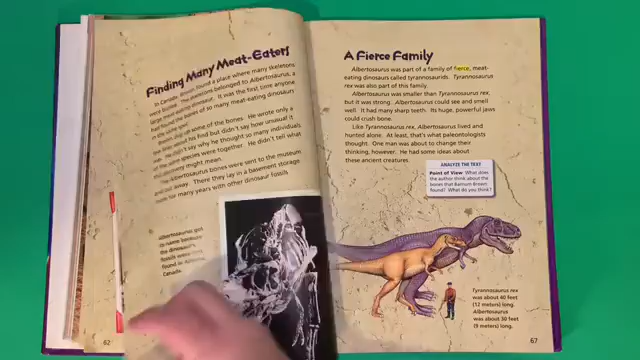 Finding Many Meat-Eaters
In Canada, Brown found a place where many skeletons
were buried. The skeletons belonged to Albertosaurus, a
large meat-eating dinosaur. It was the first time anyone
had found the bones of so many meat-eating dinosaurs
in the same spot.
Brown dug up some of the bones. He wrote only a
few lines about his find but didn't say how unusual it
was. He didn't say why he thought so many individuals
of the same species were together. He didn't tell what
this discovery might mean.
The Albertosaurus bones were sent to the museum
and put away. There they lay in a basement storage
room for many years with other dinosaur fossils
Albertosaurus got
its name because
the dinosaur's
fossils were
found in Alberta,
Canada.
62
A Fierce Family
Albertosaurus was part of a family of fierce, meat-
eating dinosaurs called tyrannosaurids. Tyrannosaurus
rex was also part of this family.
Albertosaurus was smaller than Tyrannosaurus rex,
but it was strong. Albertosaurus could see and smell
well. It had many sharp teeth. Its huge, powerful jaws
could crush bone.
Like Tyrannosaurus rex, Albertosaurus lived and
hunted alone. At least, that's what paleontologists
thought. One man was about to change their
thinking, however. He had some ideas about
these ancient creatures.
ANALYZE THE TEXT
Point of View What does
the author think about the
bones that Barnum Brown
found? What do you think?
Tyrannosaurus rex
was about 40 feet
(12 meters) long.
Albertosaurus
was about 30 feet
(9 meters) long.
67